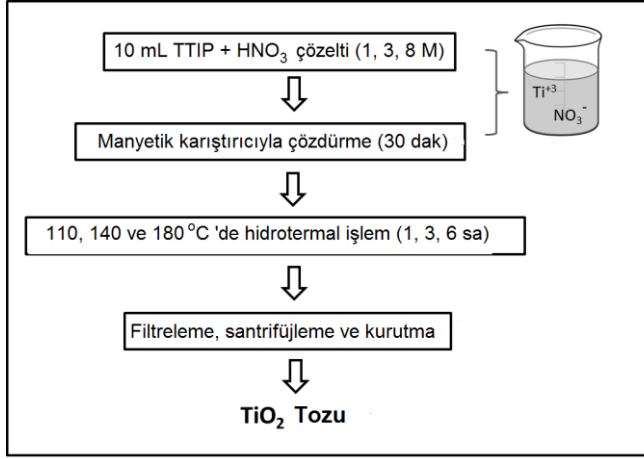 10 mL TTIP + HNO₃ çözelti (1, 3, 8 M)
Ti⁺³
NO₃⁻
Manyetik karıştırıcıyla çözdürme (30 dak)
110, 140 ve 180 °C 'de hidrotermal işlem (1, 3, 6 sa)
Filtreleme, santrifüjleme ve kurutma
TiO₂ Tozu